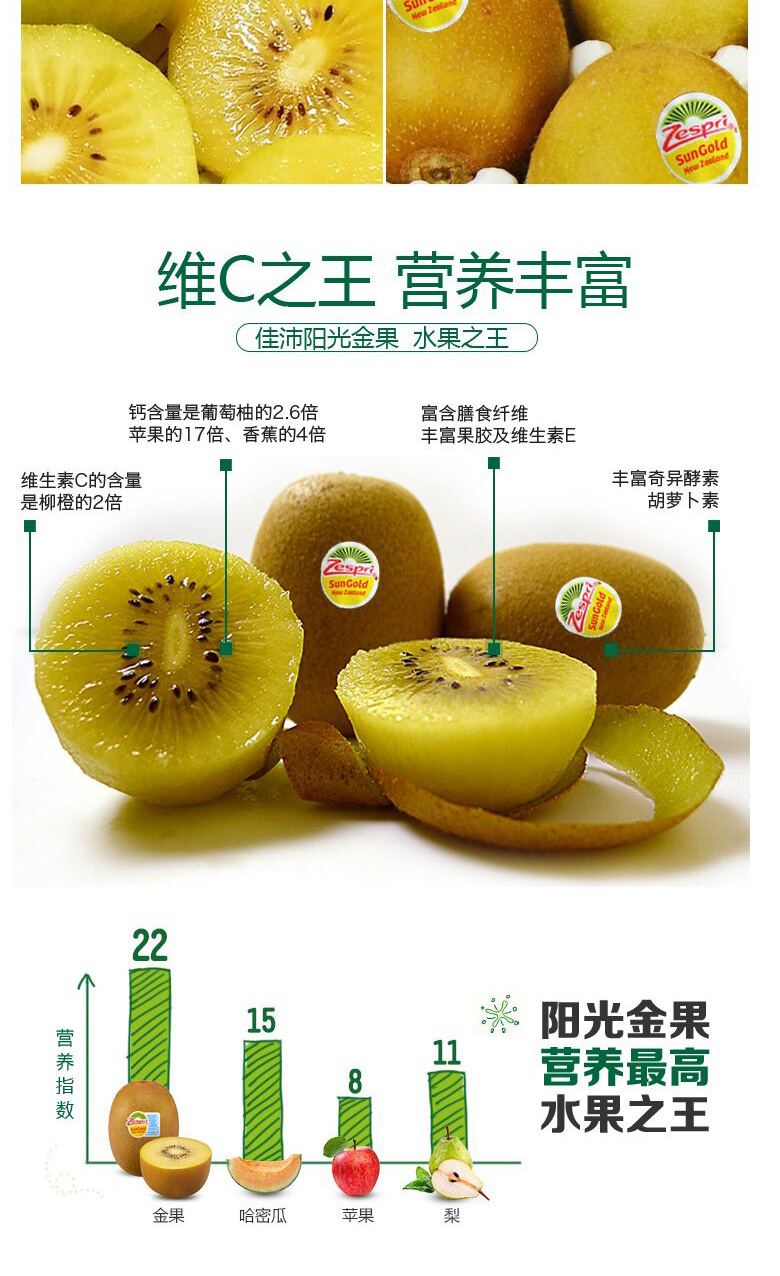 SunGold
New Zealand
Zespri
SunGold
New Zealand
维C之王 营养丰富
佳沛阳光金果 水果之王
钙含量是葡萄柚的2.6倍
苹果的17倍、香蕉的4倍
富含膳食纤维
丰富果胶及维生素E
维生素C的含量
是柳橙的2倍
丰富奇异酵素
胡萝卜素
Zespri
SunGold
New Zealand
Zespri
SunGold
New Zealand
22
15
8
11
营养指数
Zespri
SunGold
阳光金果
营养最高
水果之王
金果
哈密瓜
苹果
梨